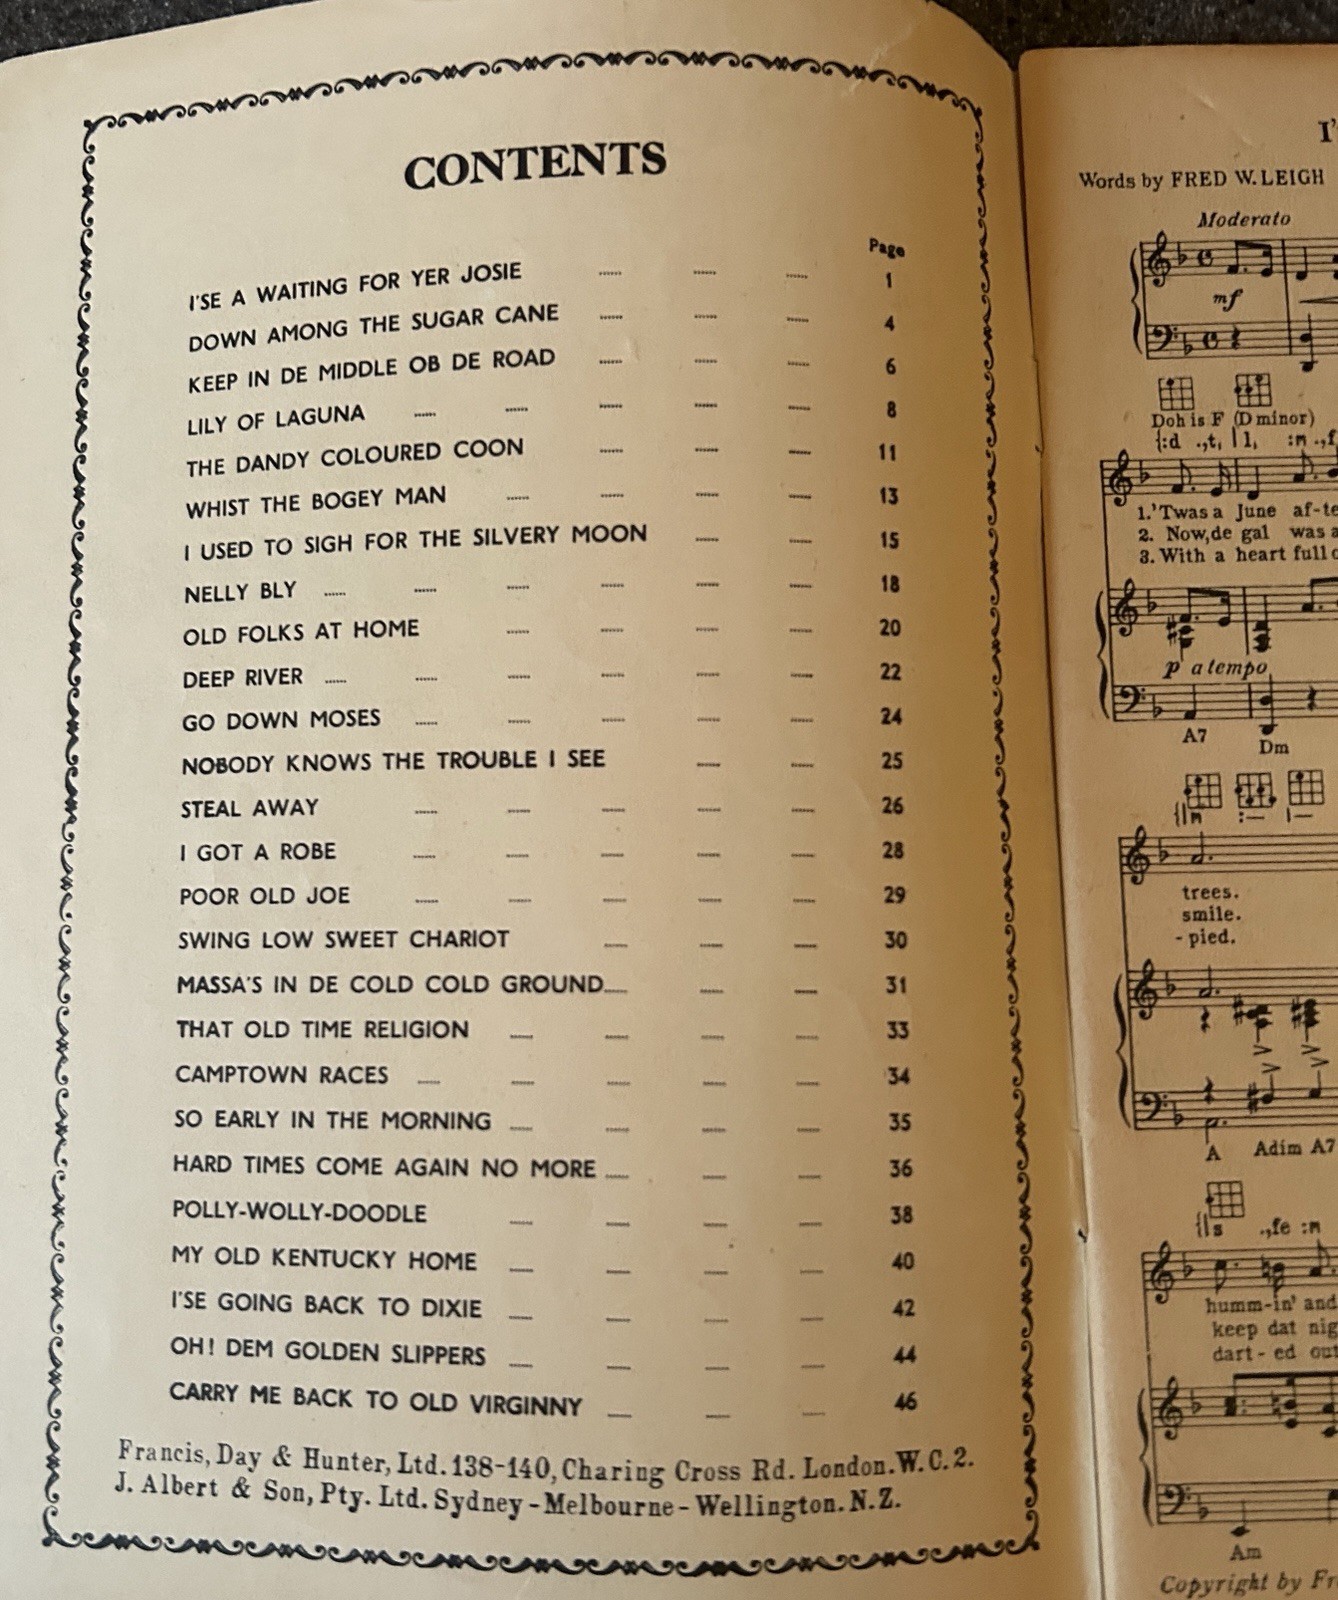 CONTENTS
Page
I'SE A WAITING FOR YER JOSIE ...... ...... ...... 1
DOWN AMONG THE SUGAR CANE ...... ...... ...... 4
KEEP IN DE MIDDLE OB DE ROAD ...... ...... ...... 6
LILY OF LAGUNA ...... ...... ...... ...... ...... 8
THE DANDY COLOURED COON ...... ...... ...... 11
WHIST THE BOGEY MAN ...... ...... ...... ...... 13
I USED TO SIGH FOR THE SILVERY MOON ...... ...... 15
NELLY BLY ...... ...... ...... ...... ...... ...... 18
OLD FOLKS AT HOME ...... ...... ...... ...... 20
DEEP RIVER ...... ...... ...... ...... ...... ...... 22
GO DOWN MOSES ...... ...... ...... ...... ...... 24
NOBODY KNOWS THE TROUBLE I SEE ...... ...... 25
STEAL AWAY ...... ...... ...... ...... ...... 26
I GOT A ROBE ...... ...... ...... ...... ...... 28
POOR OLD JOE ...... ...... ...... ...... ...... 29
SWING LOW SWEET CHARIOT ...... ...... ...... 30
MASSA'S IN DE COLD COLD GROUND...... ...... ...... 31
THAT OLD TIME RELIGION ...... ...... ...... ...... 33
CAMPTOWN RACES ...... ...... ...... ...... ...... 34
SO EARLY IN THE MORNING ...... ...... ...... ...... 35
HARD TIMES COME AGAIN NO MORE ...... ...... ...... 36
POLLY-WOLLY-DOODLE ...... ...... ...... ...... 38
MY OLD KENTUCKY HOME ...... ...... ...... ...... 40
I'SE GOING BACK TO DIXIE ...... ...... ...... ...... 42
OH! DEM GOLDEN SLIPPERS ...... ...... ...... ...... 44
CARRY ME BACK TO OLD VIRGINNY ...... ...... ...... 46
Francis, Day & Hunter, Ltd. 138-140, Charing Cross Rd. London. W.C.2.
J. Albert & Son, Pty. Ltd. Sydney - Melbourne - Wellington. N.Z.
I'
Words by FRED W. LEIGH
Moderato
mf
Doh is F (D minor)
{:d .,t, | l, :m .,f
1. 'Twas a June af-te
2. Now, de gal was a
3. With a heart full o
p a tempo
A7 Dm
{|m :— |—
trees.
smile.
- pied.
A Adim A7
{|s .,fe :m
humm-in' and
keep dat nig
dart - ed out
Am
Copyright by Fr